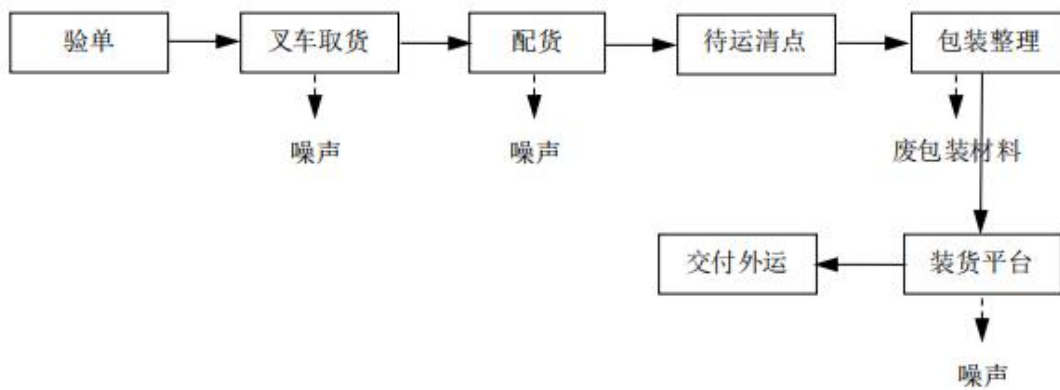 验单
叉车取货
配货
待运清点
包装整理
噪声
噪声
废包装材料
交付外运
装货平台
噪声